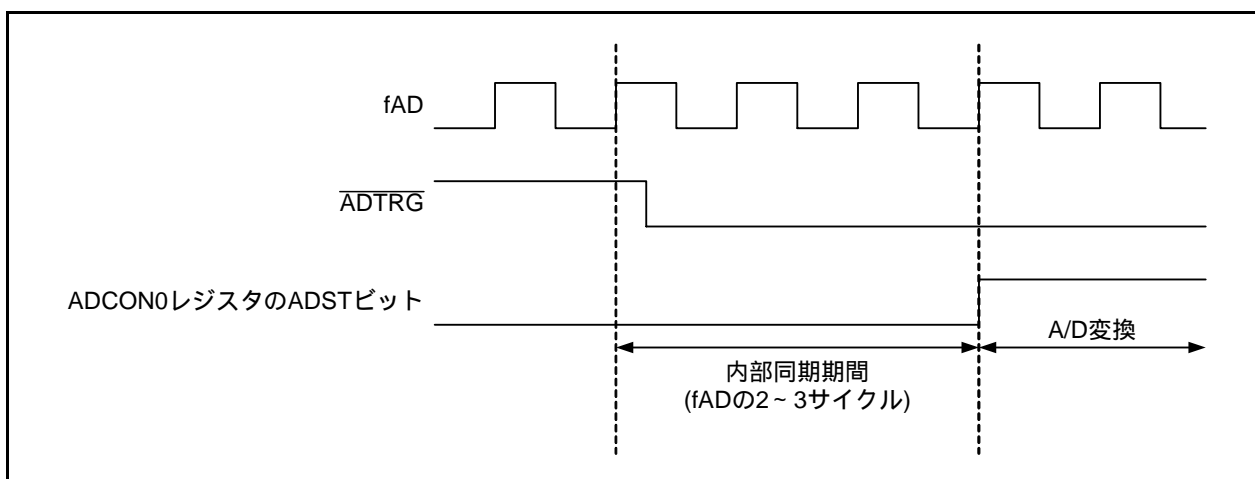 fAD
ADTRG
ADCON0レジスタのADSTビット
A/D変換
内部同期期間
(fADの2~3サイクル)